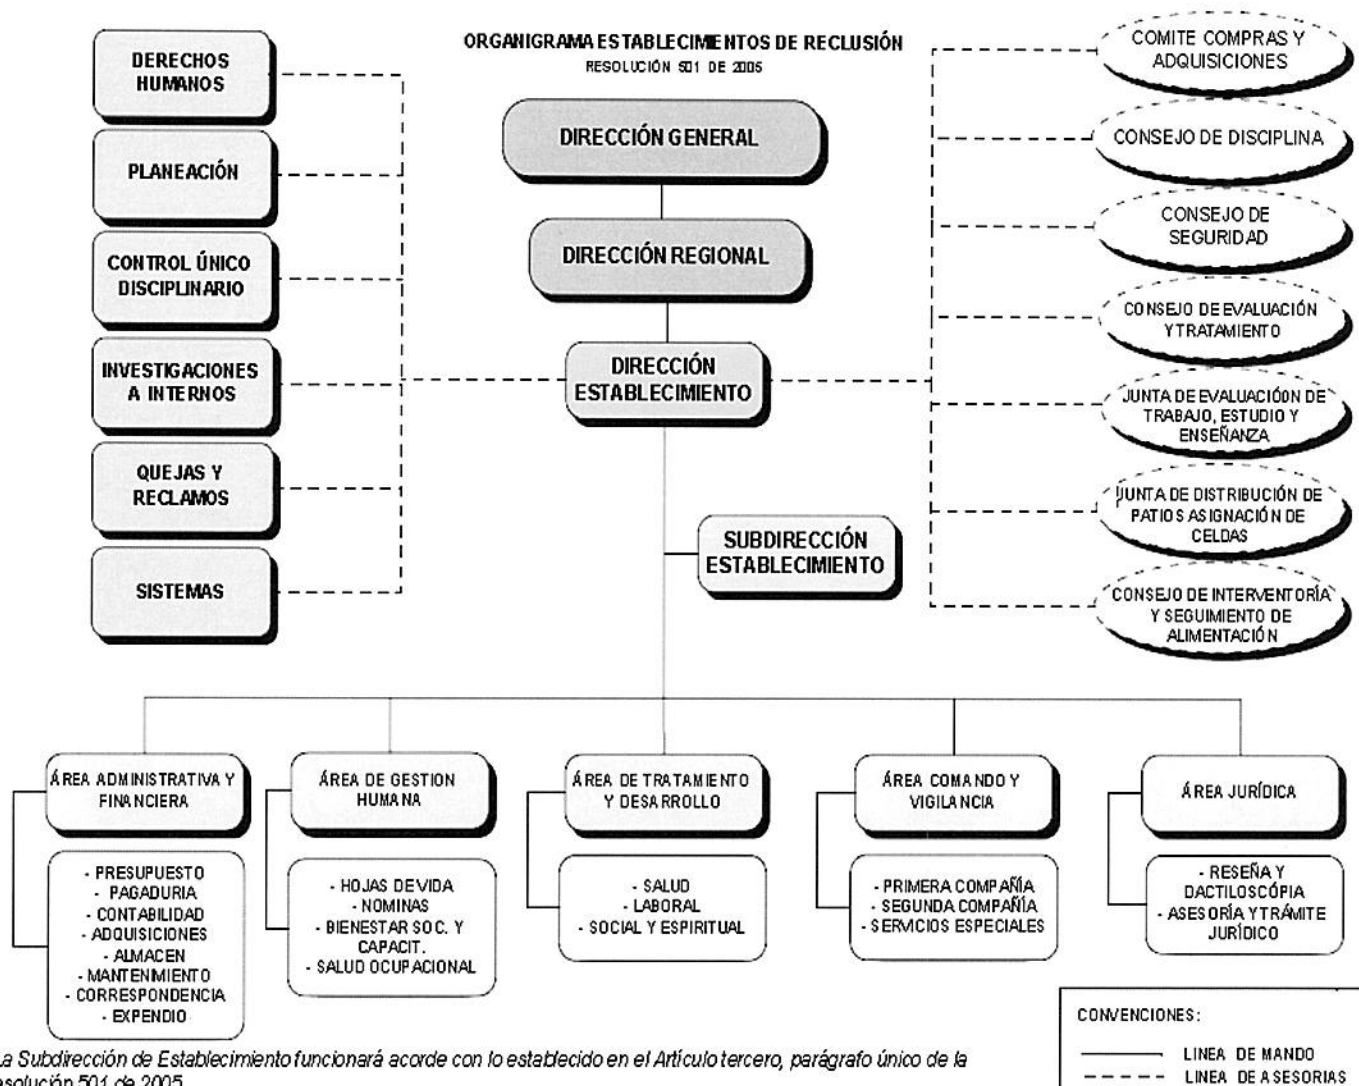 ORGANIGRAMA ESTABLECIMIENTOS DE RECLUSIÓN
RESOLUCIÓN 501 DE 2005
DIRECCIÓN GENERAL
DIRECCIÓN REGIONAL
DIRECCIÓN
ESTABLECIMIENTO
SUBDIRECCIÓN
ESTABLECIMIENTO
DERECHOS
HUMANOS
PLANEACIÓN
CONTROL ÚNICO
DISCIPLINARIO
INVESTIGACIONES
A INTERNOS
QUEJAS Y
RECLAMOS
SISTEMAS
COMITE COMPRAS Y
ADQUISICIONES
CONSEJO DE DISCIPLINA
CONSEJO DE
SEGURIDAD
CONSEJO DE EVALUACIÓN
Y TRATAMIENTO
JUNTA DE EVALUACIÓON DE
TRABAJO, ESTUDIO Y
ENSEÑANZA
JUNTA DE DISTRIBUCIÓN DE
PATIOS ASIGNACIÓN DE
CELDAS
CONSEJO DE INTERVENTORÍA
Y SEGUIMIENTO DE
ALIMENTACIÓN
ÁREA ADMINISTRATIVA Y
FINANCIERA
- PRESUPUESTO
- PAGADURIA
- CONTABILIDAD
- ADQUISICIONES
- ALMACEN
- MANTENIMIENTO
- CORRESPONDENCIA
- EXPENDIO
ÁREA DE GESTION
HUMANA
- HOJAS DE VIDA
- NOMINAS
- BIENESTAR SOC. Y
CAPACIT.
- SALUD OCUPACIONAL
ÁREA DE TRATAMIENTO
Y DESARROLLO
- SALUD
- LABORAL
- SOCIAL Y ESPIRITUAL
ÁREA COMANDO Y
VIGILANCIA
- PRIMERA COMPAÑÍA
- SEGUNDA COMPAÑÍA
- SERVICIOS ESPECIALES
ÁREA JURÍDICA
- RESEÑA Y
DACTILOSCÓPIA
- ASESORÍA Y TRÁMITE
JURÍDICO
CONVENCIONES:
LINEA DE MANDO
LINEA DE ASESORIAS
La Subdirección de Establecimiento funcionará acorde con lo establecido en el Artículo tercero, parágrafo único de la
esolución 501 de 2005